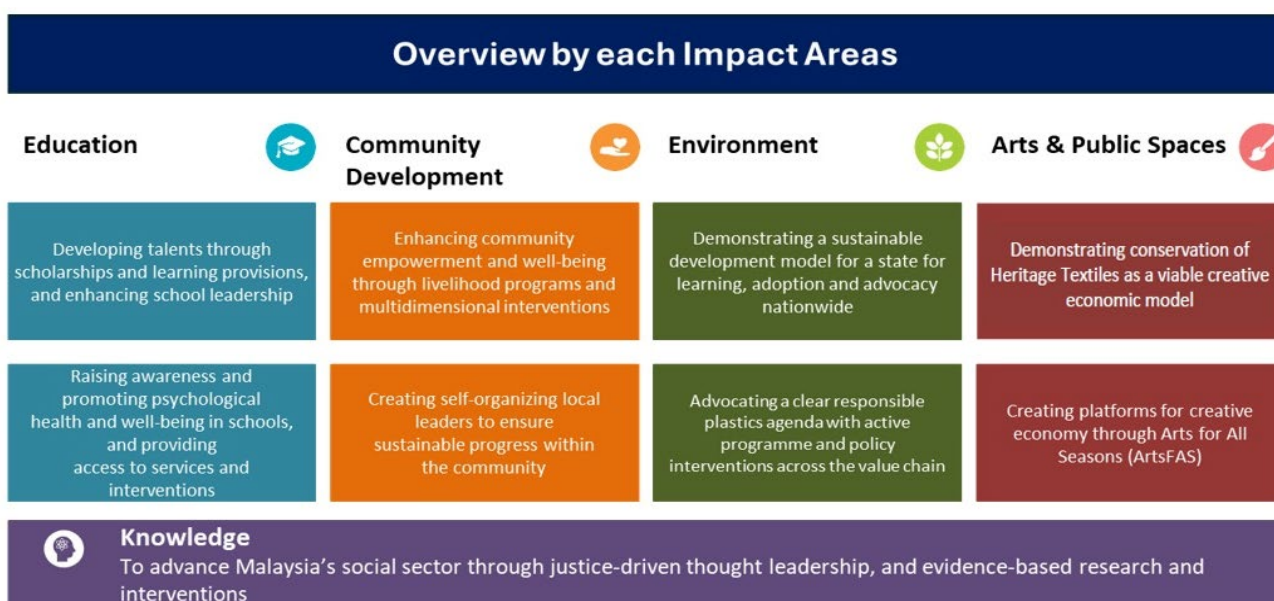 Overview by each Impact Areas
Education
Community
Development
Environment
Arts & Public Spaces
Developing talents through
scholarships and learning provisions,
and enhancing school leadership
Enhancing community
empowerment and well-being
through livelihood programs and
multidimensional interventions
Demonstrating a sustainable
development model for a state for
learning, adoption and advocacy
nationwide
Demonstrating conservation of
Heritage Textiles as a viable creative
economic model
Raising awareness and
promoting psychological
health and well-being in schools,
and providing
access to services and
interventions
Creating self-organizing local
leaders to ensure
sustainable progress within
the community
Advocating a clear responsible
plastics agenda with active
programme and policy
interventions across the value chain
Creating platforms for creative
economy through Arts for All
Seasons (ArtsFAS)
Knowledge
To advance Malaysia’s social sector through justice-driven thought leadership, and evidence-based research and
interventions